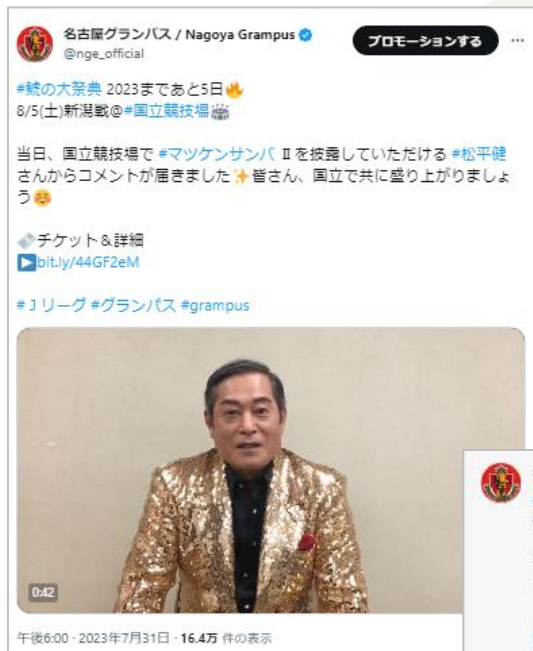 名古屋グランパス / Nagoya Grampus
@nge_official
プロモーションする
#鯱の大祭典 2023まであと5日🔥
8/5(土)新潟戦@#国立競技場🏟
当日、国立競技場で #マツケンサンバ Ⅱを披露していただける #松平健
さんからコメントが届きました✨皆さん、国立で共に盛り上がりましょ
う☺️
🎫チケット＆詳細
▶️bit.ly/44GF2eM
#Ｊリーグ #グランパス #grampus
0:42
午後6:00 · 2023年7月31日 · 16.4万 件の表示